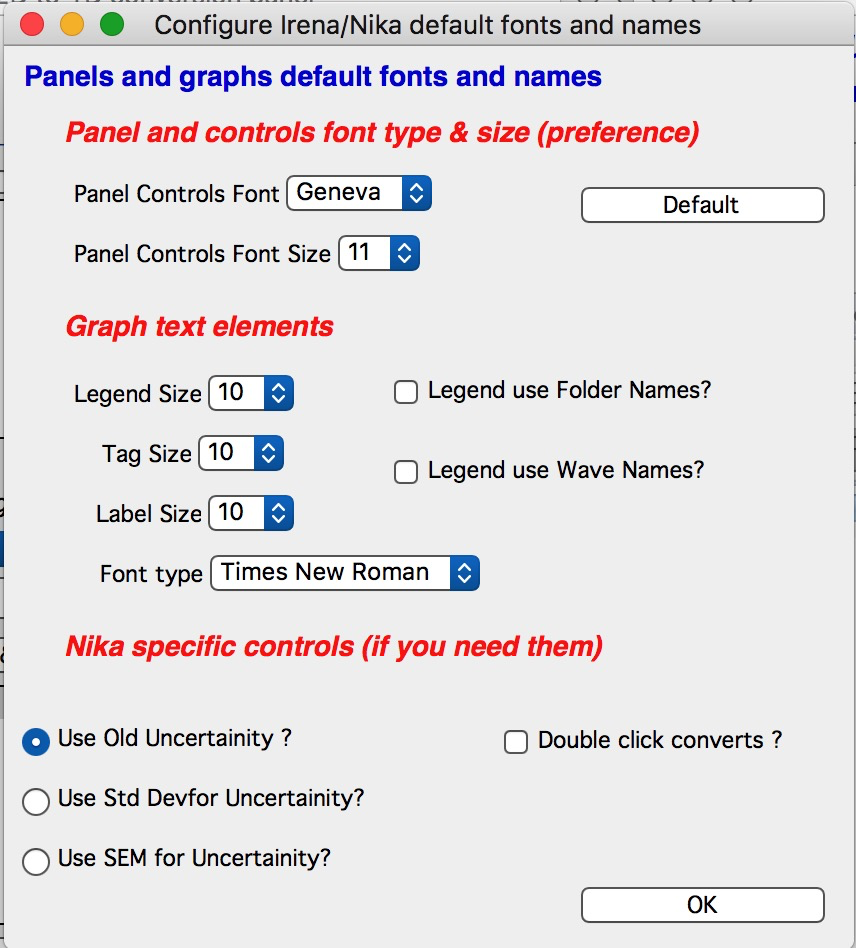 Configure Irena/Nika default fonts and names
Panels and graphs default fonts and names
Panel and controls font type & size (preference)
Panel Controls Font Geneva
Default
Panel Controls Font Size 11
Graph text elements
Legend Size 10
Legend use Folder Names?
Tag Size 10
Legend use Wave Names?
Label Size 10
Font type Times New Roman
Nika specific controls (if you need them)
Use Old Uncertainity ?
Double click converts ?
Use Std Devfor Uncertainity?
Use SEM for Uncertainity?
OK